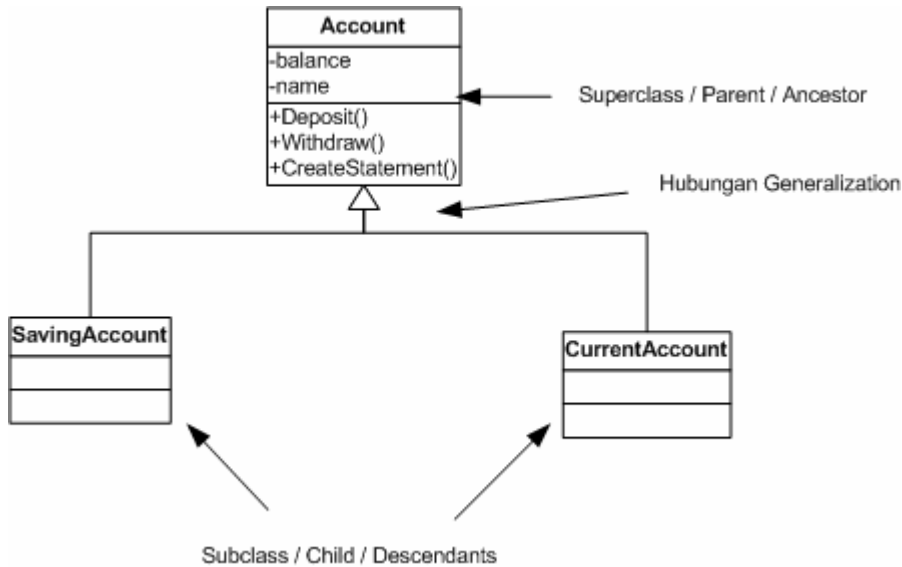 Account
-balance
-name
+Deposit()
+Withdraw()
+CreateStatement()
Superclass / Parent / Ancestor
Hubungan Generalization
SavingAccount
CurrentAccount
Subclass / Child / Descendants